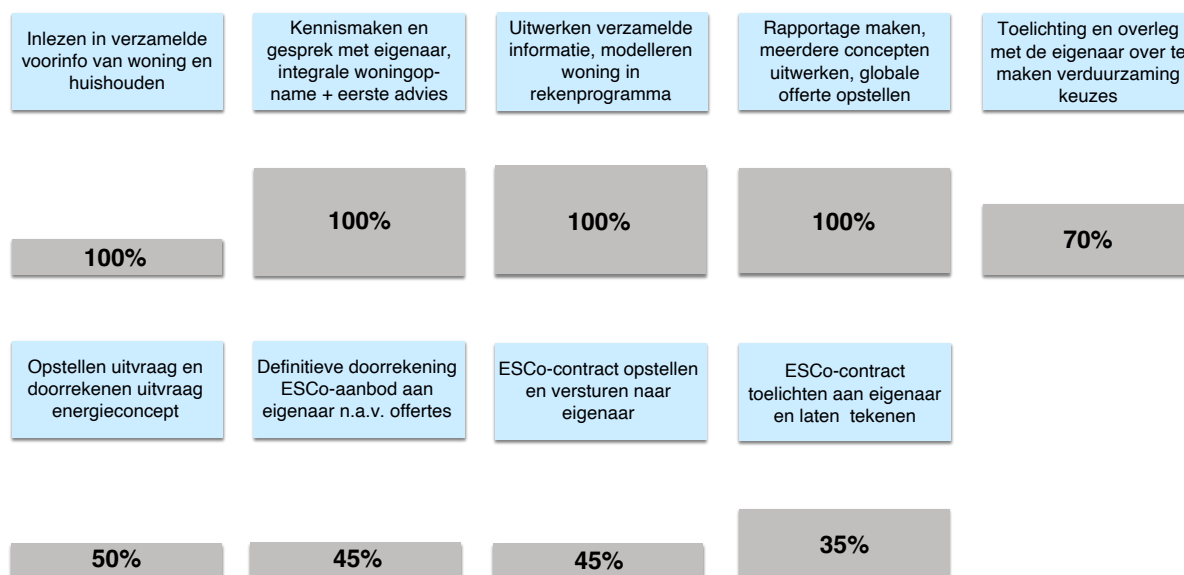 Inlezen in verzamelde
voorinfo van woning en
huishouden
Kennismaken en
gesprek met eigenaar,
integrale woningop-
name + eerste advies
Uitwerken verzamelde
informatie, modelleren
woning in
rekenprogramma
Rapportage maken,
meerdere concepten
uitwerken, globale
offerte opstellen
Toelichting en overleg
met de eigenaar over te
maken verduurzaming
keuzes
100%
100%
100%
100%
70%
Opstellen uitvraag en
doorrekenen uitvraag
energieconcept
Definitieve doorrekening
ESCo-aanbod aan
eigenaar n.a.v. offertes
ESCo-contract opstellen
en versturen naar
eigenaar
ESCo-contract
toelichten aan eigenaar
en laten tekenen
50%
45%
45%
35%